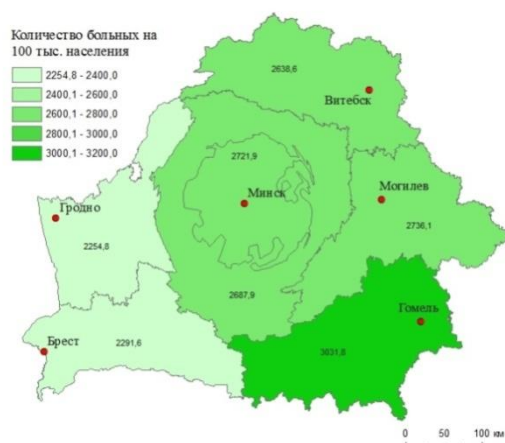 Количество больных на
100 тыс. населения
2254,8 - 2400,0
2400,1 - 2600,0
2600,1 - 2800,0
2800,1 - 3000,0
3000,1 - 3200,0
2638,6
Витебск
2721,9
Минск
Могилев
2736,1
Гродно
2254,8
2687,9
Гомель
3031,8
Брест
2291,6
0 50 100 км